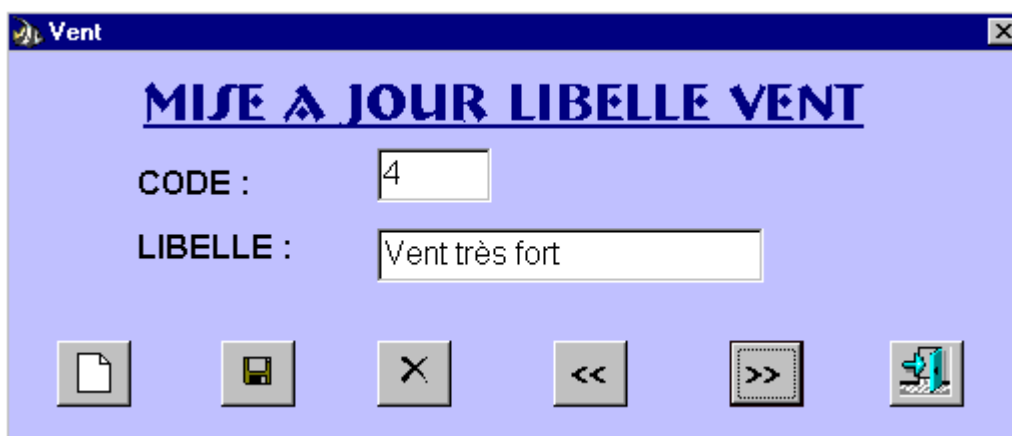 Vent
MISE A JOUR LIBELLE VENT
CODE :
4
LIBELLE :
Vent très fort
<<
>>